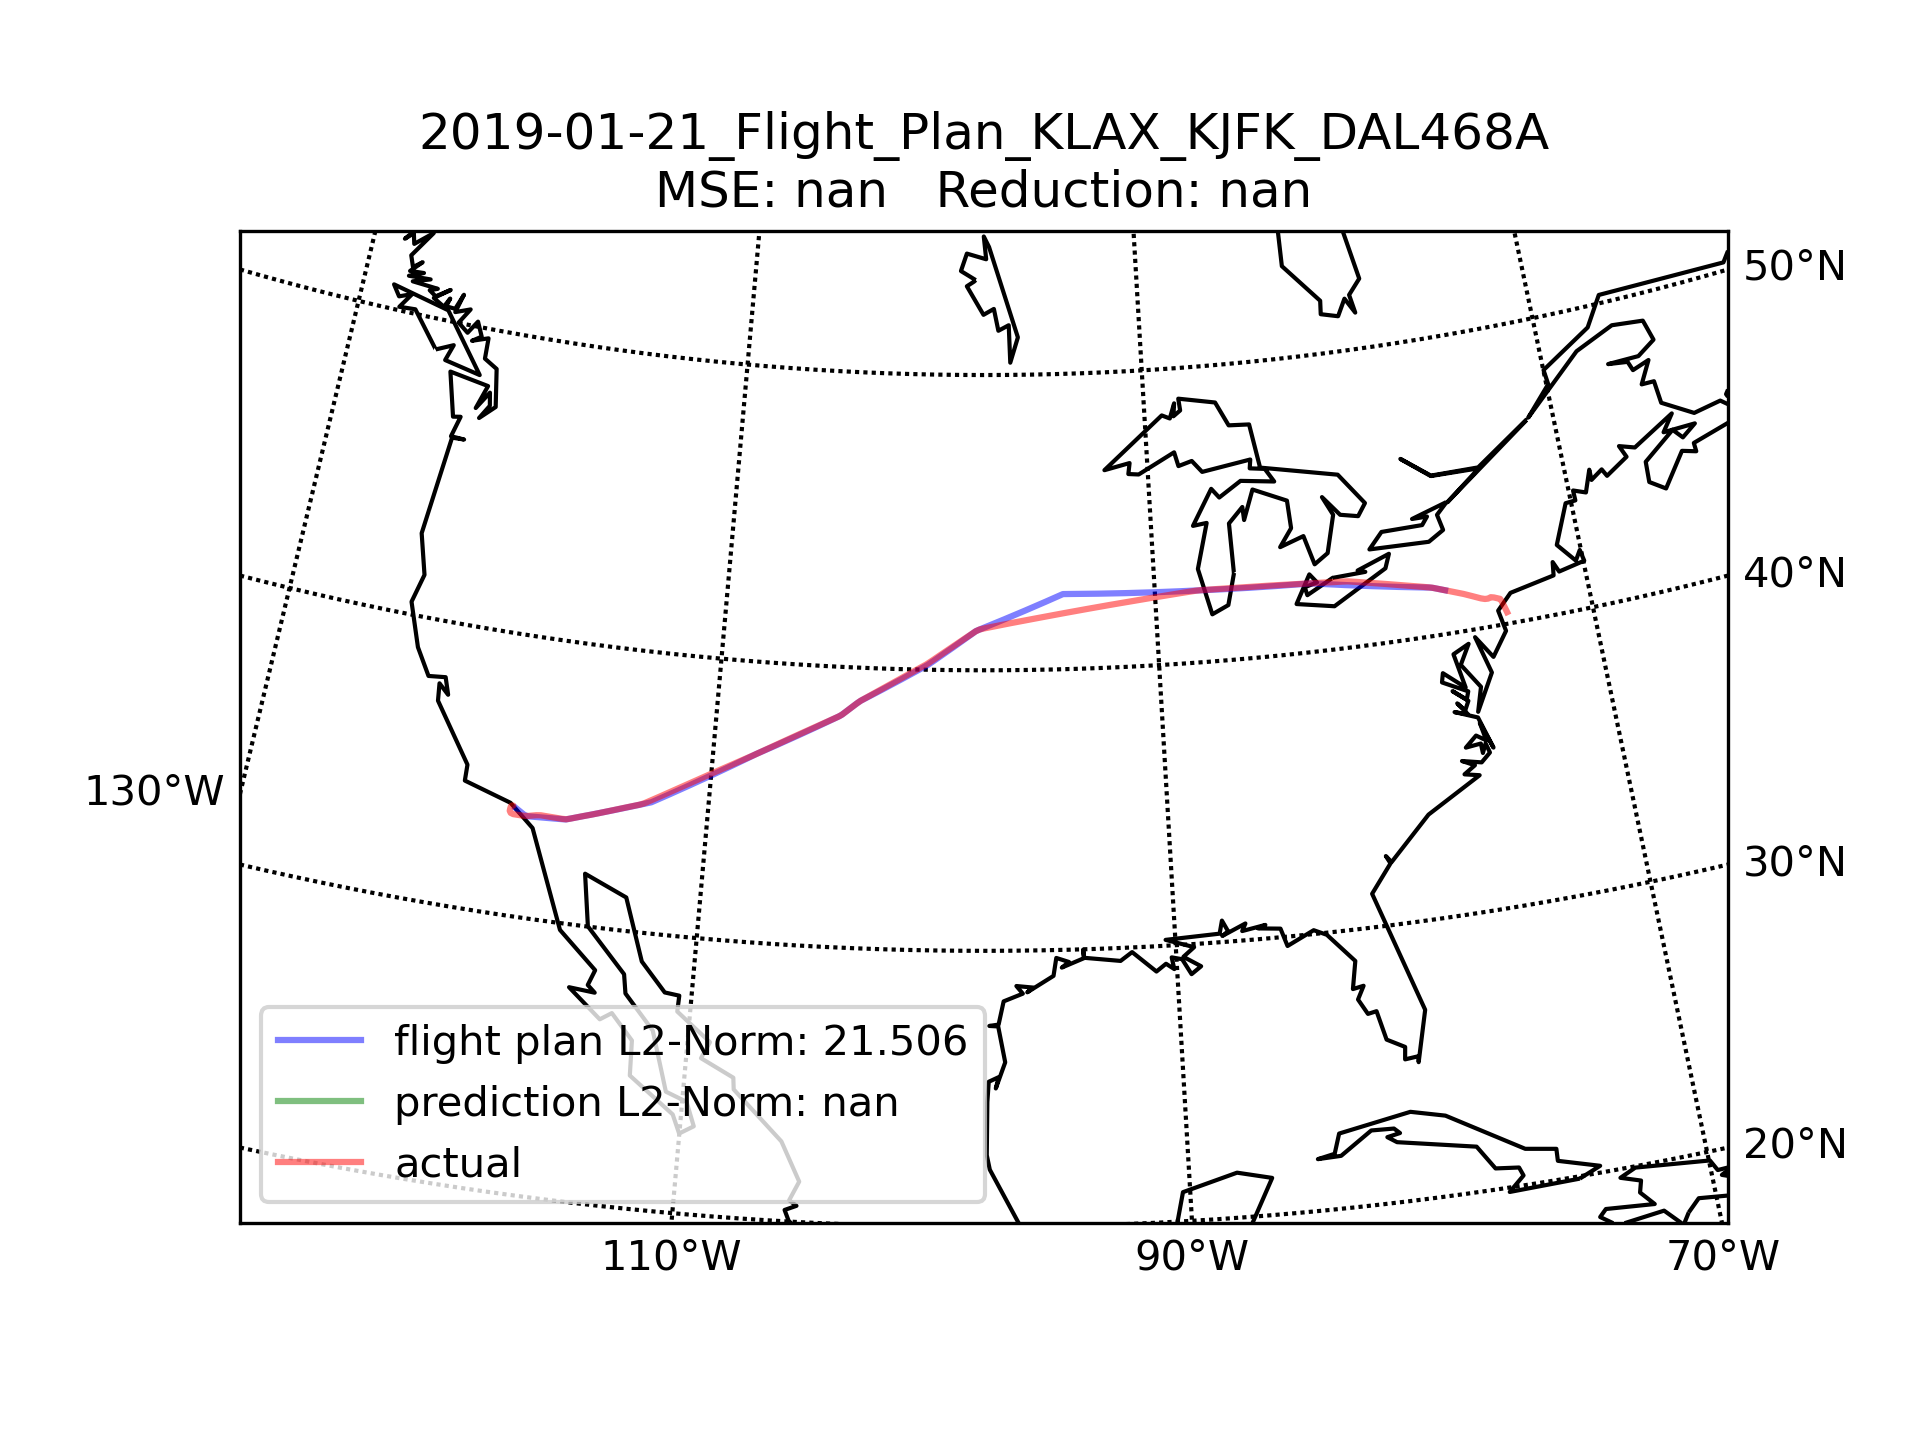 2019-01-21_Flight_Plan_KLAX_KJFK_DAL468A
MSE: nan   Reduction: nan
50°N
40°N
130°W
30°N
flight plan L2-Norm: 21.506
prediction L2-Norm: nan
actual
20°N
110°W
90°W
70°W